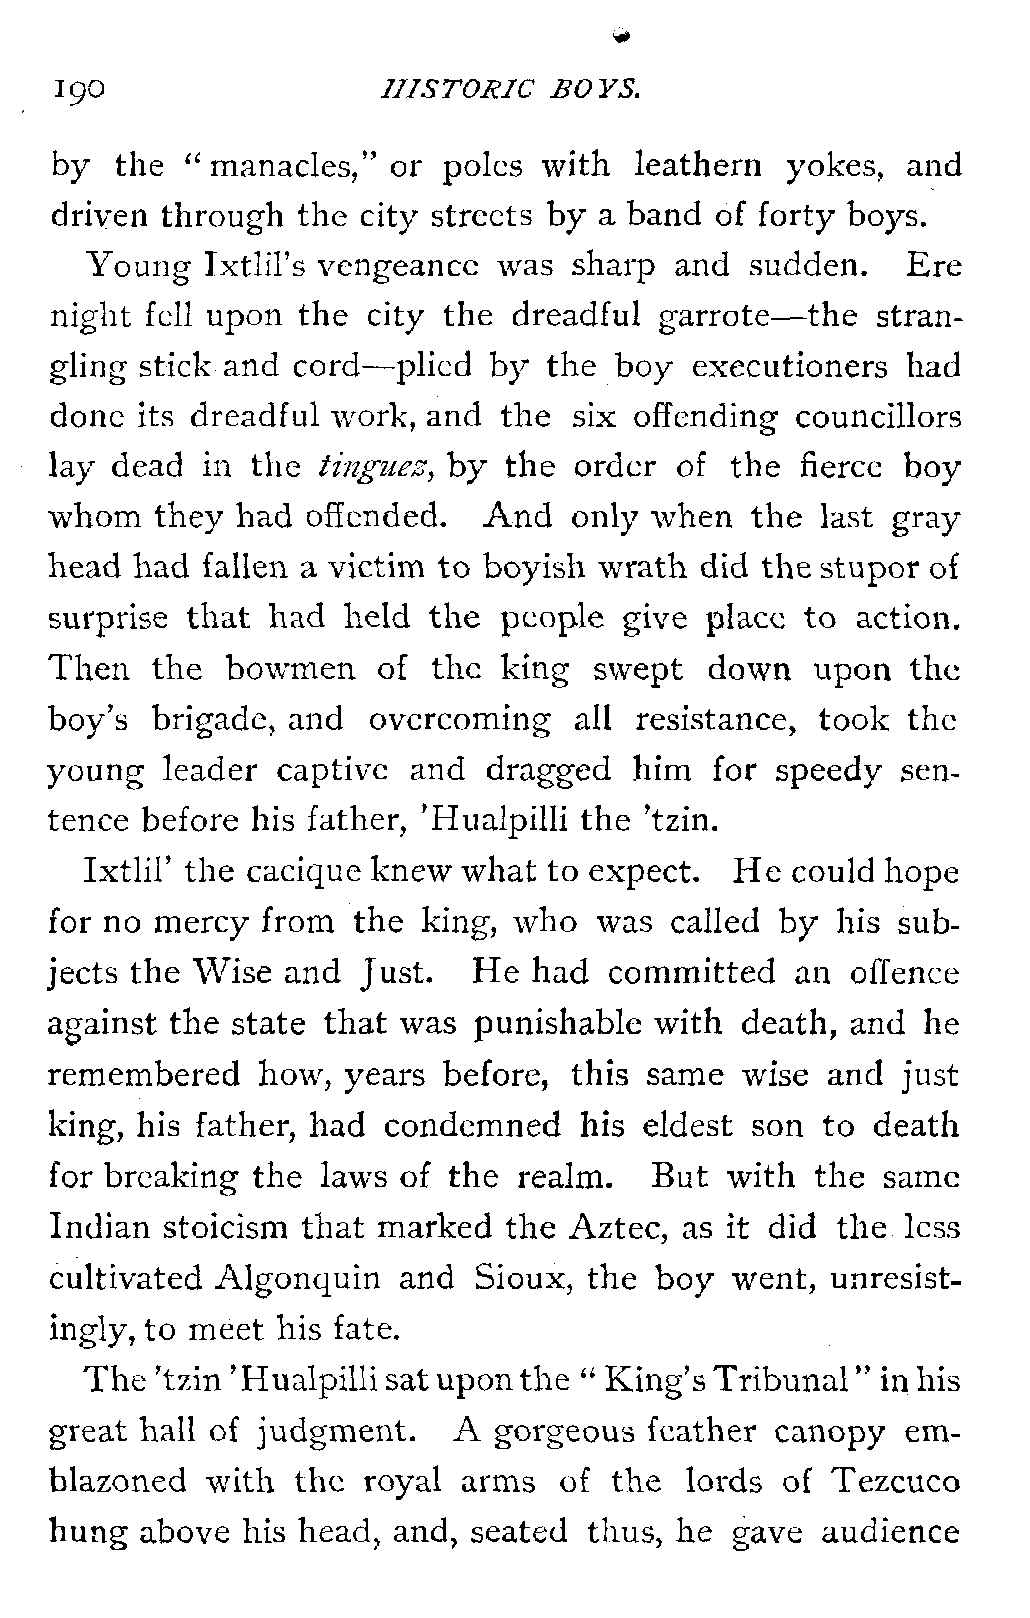 190 HISTORIC BOYS.
by the “manacles,” or poles with leathern yokes, and
driven through the city streets by a band of forty boys.
Young Ixtlil’s vengeance was sharp and sudden. Ere
night fell upon the city the dreadful garrote—the stran-
gling stick and cord—plied by the boy executioners had
done its dreadful work, and the six offending councillors
lay dead in the tinguez, by the order of the fierce boy
whom they had offended. And only when the last gray
head had fallen a victim to boyish wrath did the stupor of
surprise that had held the people give place to action.
Then the bowmen of the king swept down upon the
boy’s brigade, and overcoming all resistance, took the
young leader captive and dragged him for speedy sen-
tence before his father, ’Hualpilli the ’tzin.
Ixtlil’ the cacique knew what to expect. He could hope
for no mercy from the king, who was called by his sub-
jects the Wise and Just. He had committed an offence
against the state that was punishable with death, and he
remembered how, years before, this same wise and just
king, his father, had condemned his eldest son to death
for breaking the laws of the realm. But with the same
Indian stoicism that marked the Aztec, as it did the less
cultivated Algonquin and Sioux, the boy went, unresist-
ingly, to meet his fate.
The ’tzin ’Hualpilli sat upon the “King’s Tribunal” in his
great hall of judgment. A gorgeous feather canopy em-
blazoned with the royal arms of the lords of Tezcuco
hung above his head, and, seated thus, he gave audience